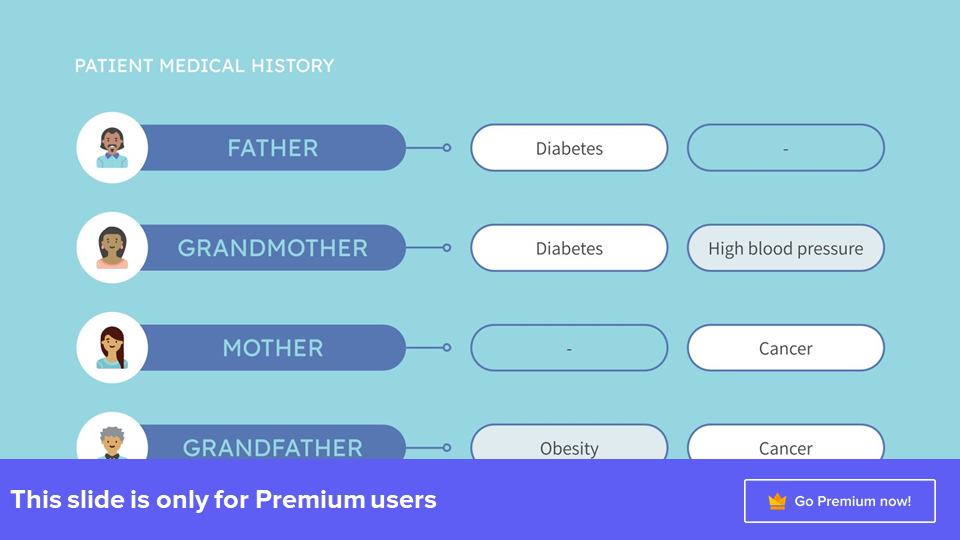 PATIENT MEDICAL HISTORY
FATHER Diabetes -
GRANDMOTHER Diabetes High blood pressure
MOTHER - Cancer
GRANDFATHER Obesity Cancer
This slide is only for Premium users Go Premium now!